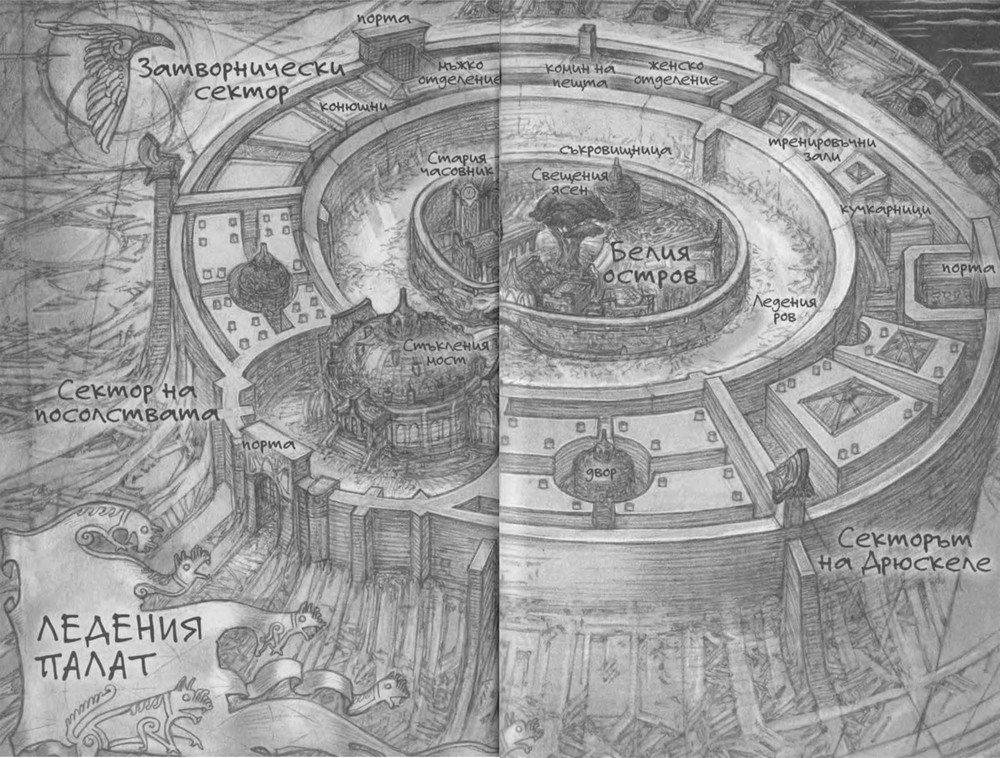 порта
Затворнически
сектор
мъжко
отделение
комин на
пещта
женско
отделение
конюшни
тренировъчни
зали
Стария
часовник
съкровищница
Свещения
ясен
кучкарници
Белия
остров
порта
Ледения
ров
Стъкления
мост
Сектор на
посолствата
порта
двор
Секторът
на Дрюскеле
ЛЕДЕНИЯ
ПАЛАТ